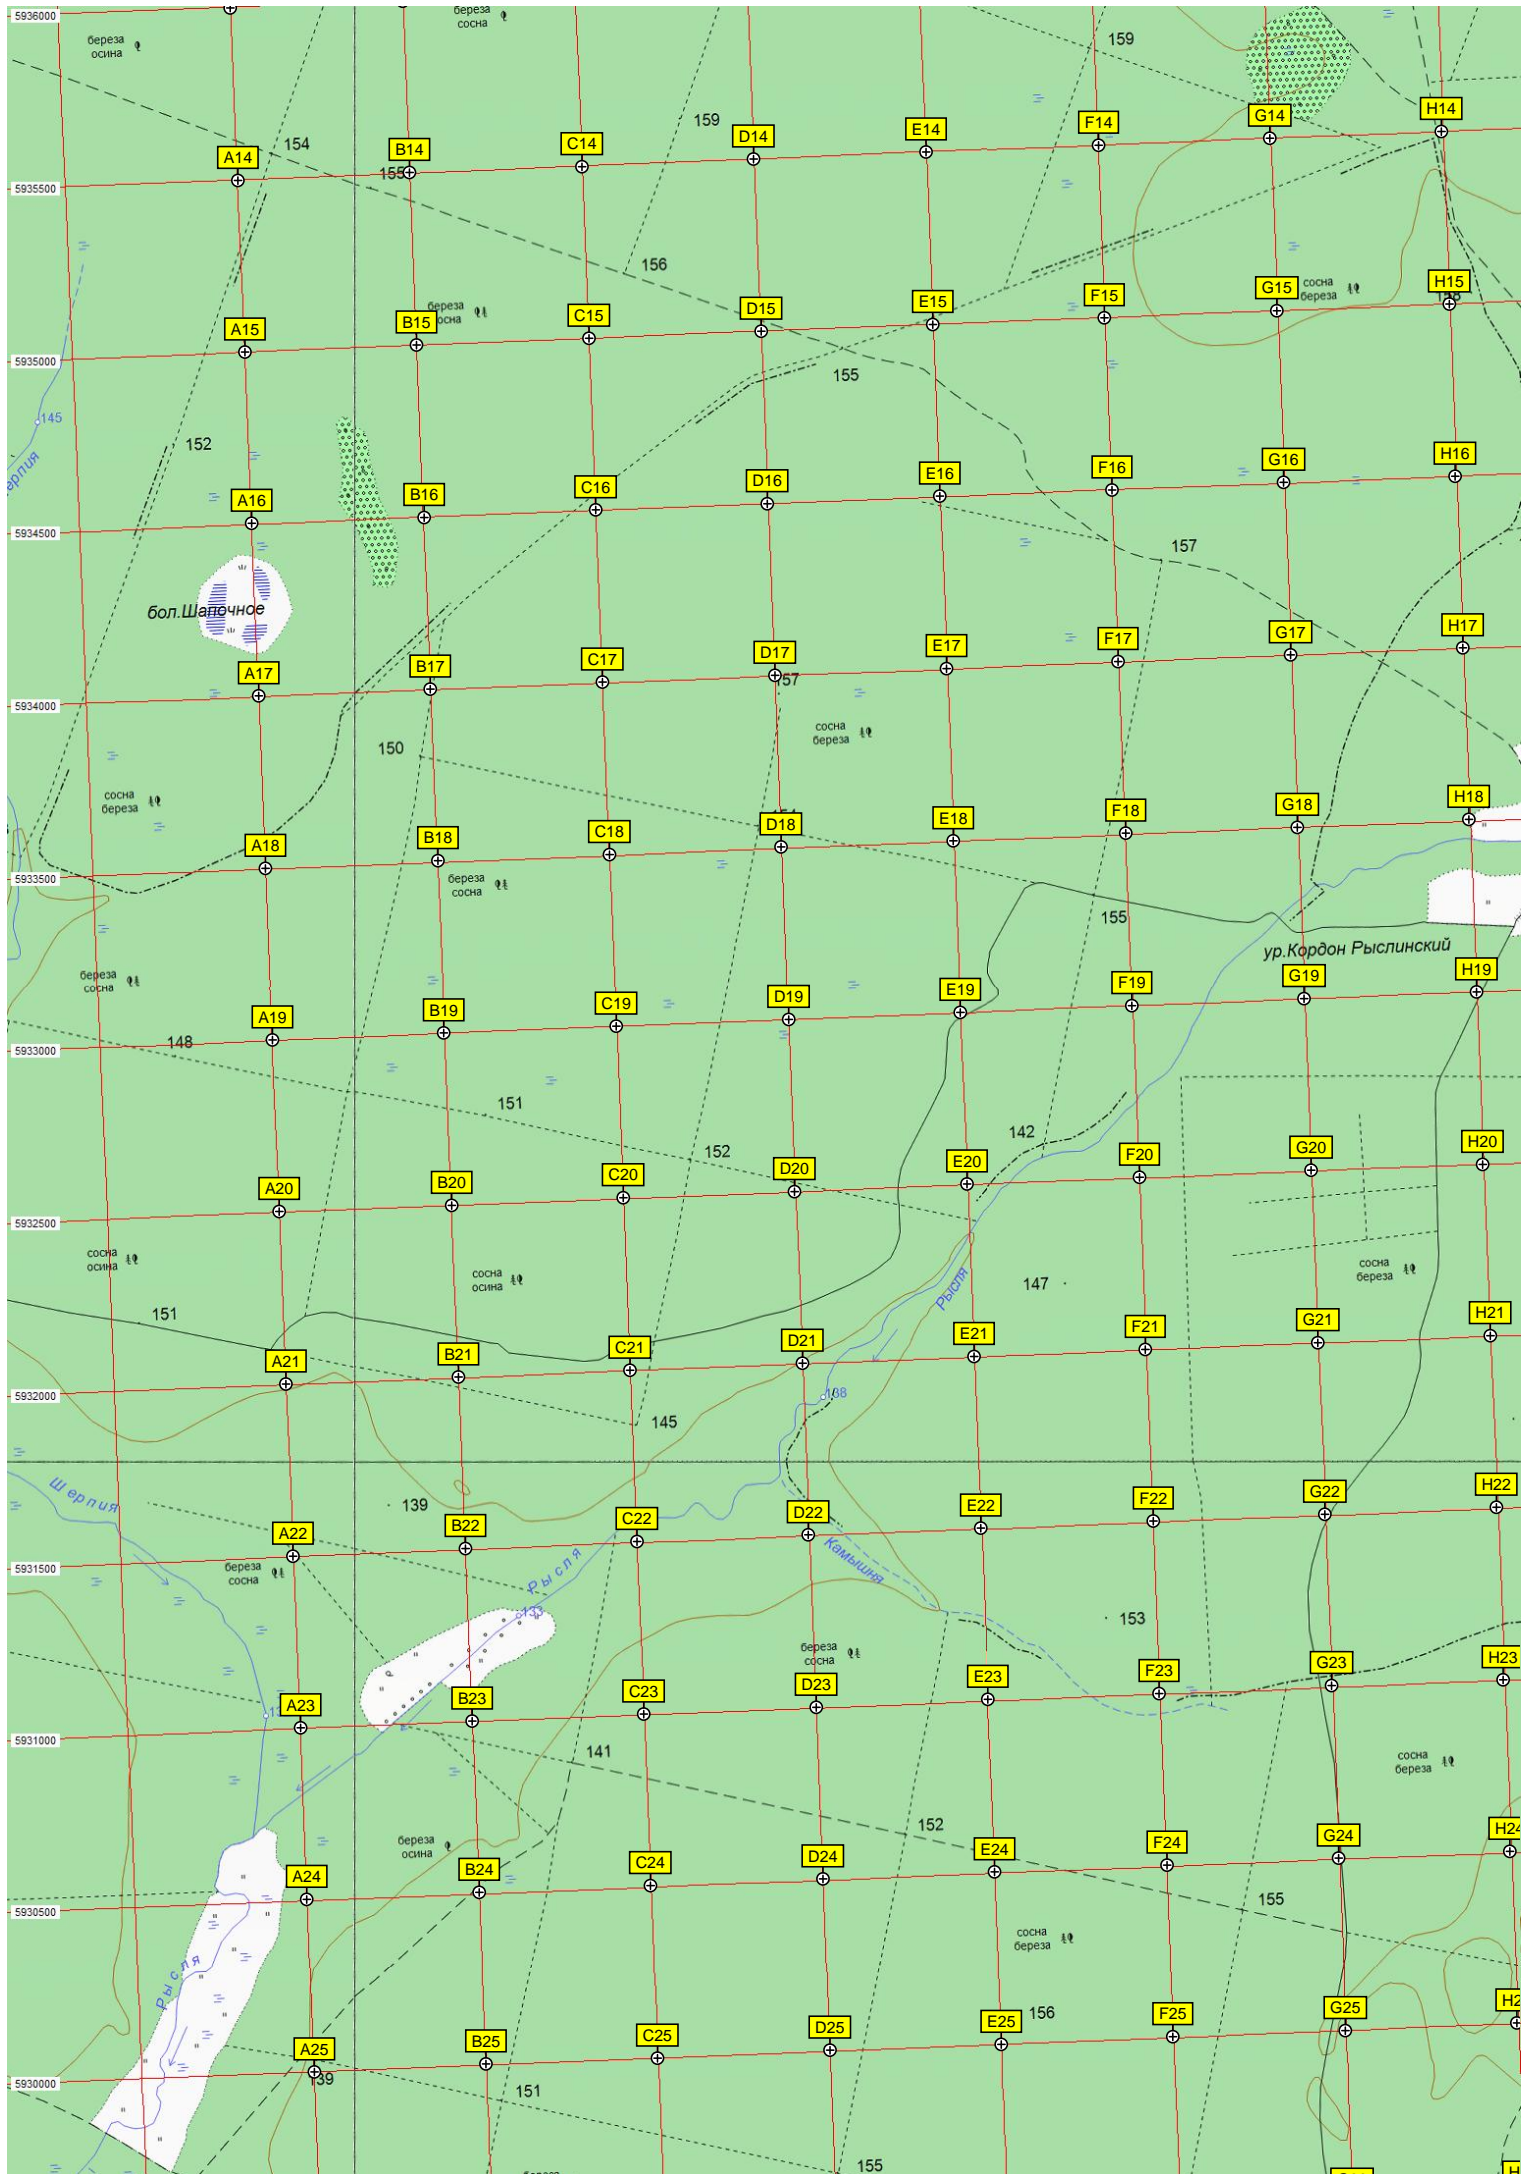 5936000
береза
осина
береза
сосна
159
159
H14
G14
F14
E14
D14
C14
B14
A14
154
155
5935500
156
береза
сосна
сосна
береза
H15
G15
F15
E15
D15
C15
B15
A15
5935000
155
145
152
H16
G16
F16
E16
D16
C16
B16
A16
5934500
157
бол.Шапочное
H17
G17
F17
E17
D17
C17
B17
A17
157
5934000
150
сосна
береза
сосна
береза
H18
G18
F18
E18
D18
C18
B18
A18
5933500
береза
сосна
155
ур.Кордон Рыслинский
береза
сосна
H19
G19
F19
E19
D19
C19
B19
A19
148
5933000
151
142
152
H20
G20
F20
E20
D20
C20
B20
A20
5932500
сосна
осина
сосна
осина
сосна
береза
147
Рысля
151
H21
G21
F21
E21
D21
C21
B21
A21
5932000
138
145
Шерпия
139
H22
G22
F22
E22
D22
C22
B22
A22
5931500
Камышня
Рысля
береза
сосна
133
153
береза
сосна
H23
G23
F23
E23
D23
C23
B23
A23
5931000
141
сосна
береза
152
береза
осина
H24
G24
F24
E24
D24
C24
B24
A24
5930500
155
сосна
береза
Рысля
156
G25
F25
E25
D25
C25
B25
A25
5930000
139
151
155